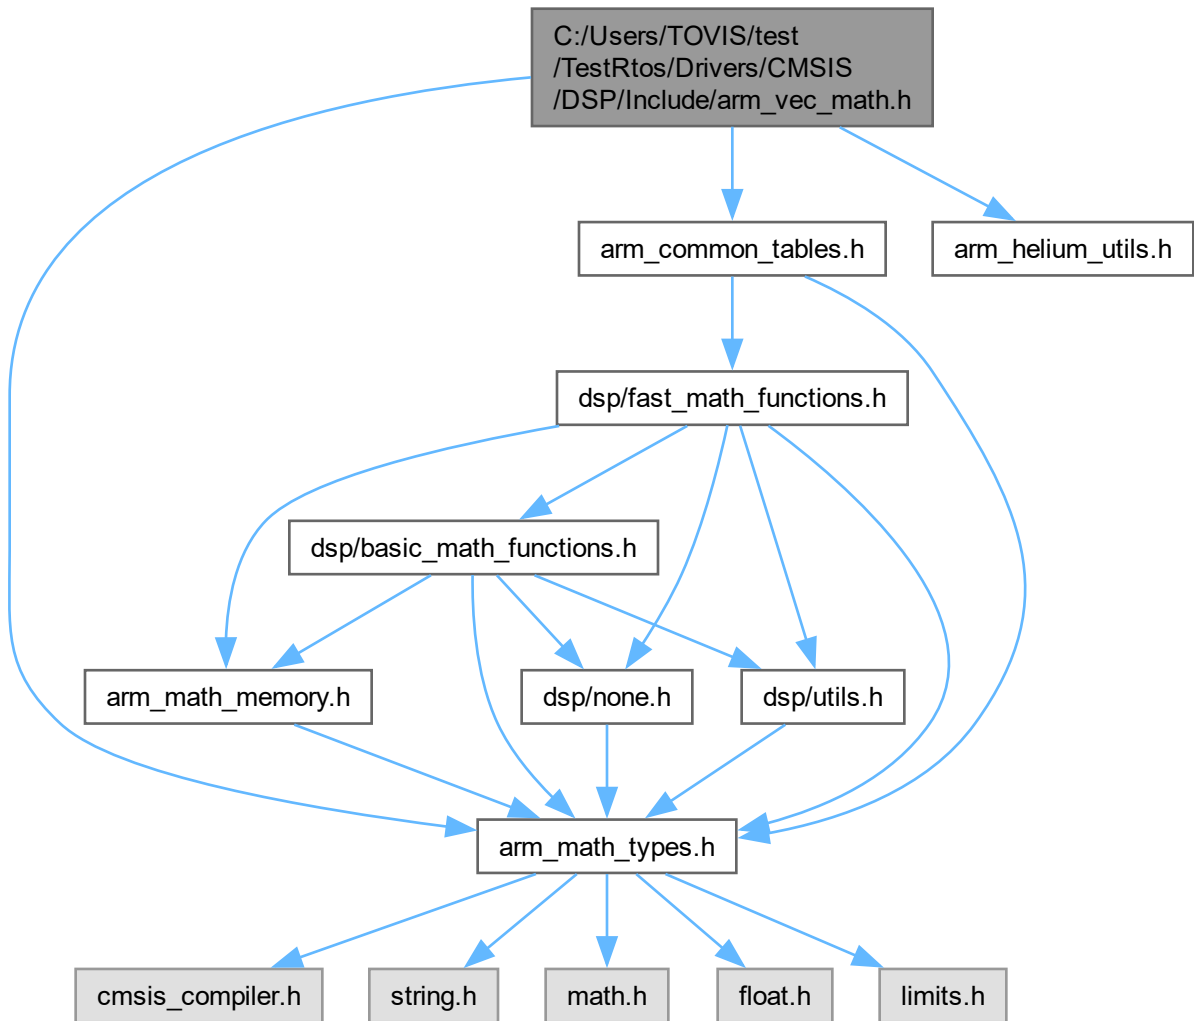 C:/Users/TOVIS/test
/TestRtos/Drivers/CMSIS
/DSP/Include/arm_vec_math.h
arm_common_tables.h
arm_helium_utils.h
dsp/fast_math_functions.h
dsp/basic_math_functions.h
arm_math_memory.h
dsp/none.h
dsp/utils.h
arm_math_types.h
cmsis_compiler.h
string.h
math.h
float.h
limits.h